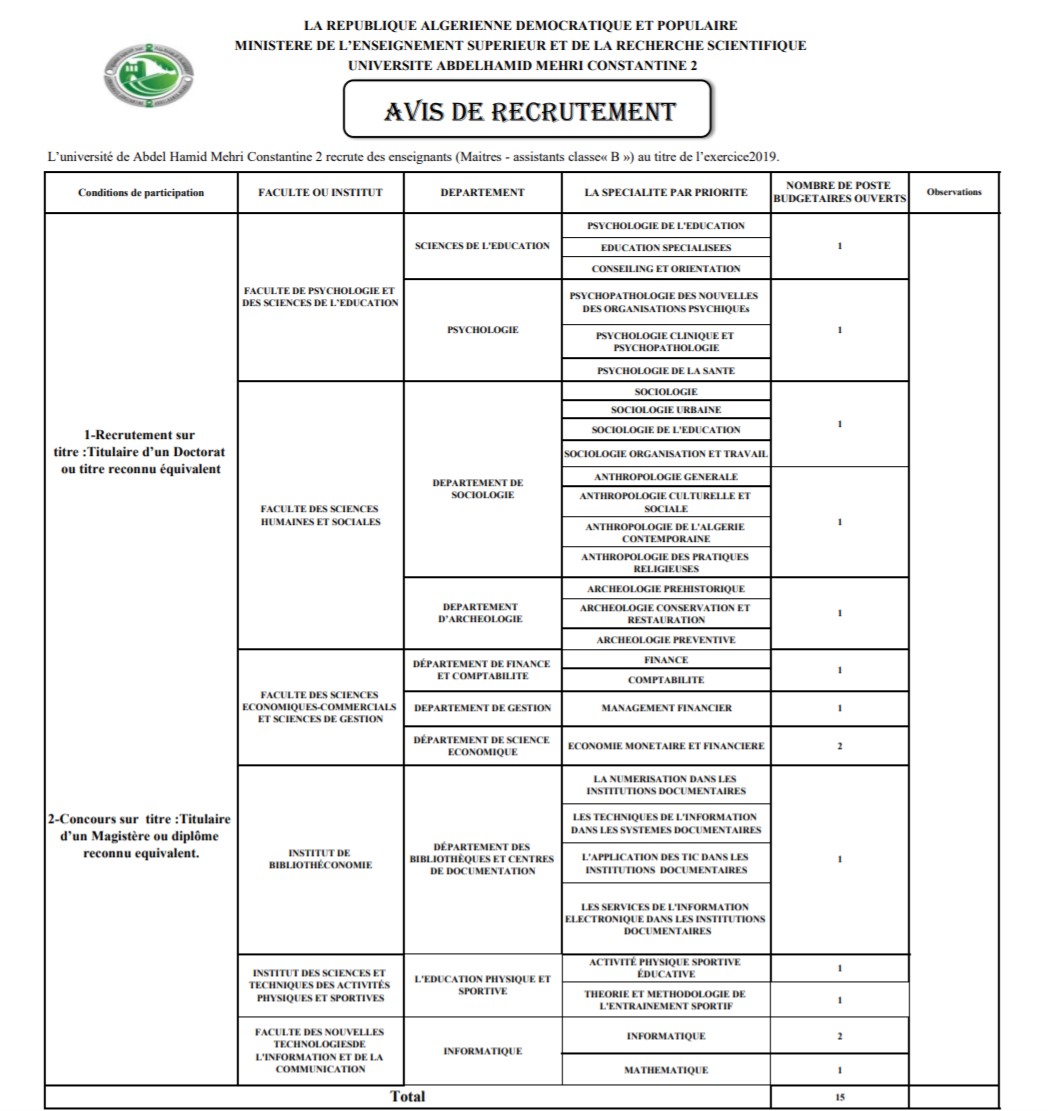 LA REPUBLIQUE ALGERIENNE DEMOCRATIQUE ET POPULAIRE
MINISTERE DE L'ENSEIGNEMENT SUPERIEUR ET DE LA RECHERCHE SCIENTIFIQUE
UNIVERSITE ABDELHAMID MEHRI CONSTANTINE 2
AVIS DE RECRUTEMENT
L'université de Abdel Hamid Mehri Constantine 2 recrute des enseignants (Maitres - assistants classe« B ») au titre de l'exercice2019.
Conditions de participation
FACULTE OU INSTITUT
DEPARTEMENT
LA SPECIALITE PAR PRIORITE
NOMBRE DE POSTE
BUDGETAIRES OUVERTS
Observations
1-Recrutement sur
titre :Titulaire d'un Doctorat
ou titre reconnu équivalent
2-Concours sur titre :Titulaire
d'un Magistère ou diplôme
reconnu equivalent.
FACULTE DE PSYCHOLOGIE ET
DES SCIENCES DE L'EDUCATION
SCIENCES DE L'EDUCATION
PSYCHOLOGIE DE L'EDUCATION
EDUCATION SPECIALISEES
CONSEILING ET ORIENTATION
1
PSYCHOLOGIE
PSYCHOPATHOLOGIE DES NOUVELLES
DES ORGANISATIONS PSYCHIQUEs
PSYCHOLOGIE CLINIQUE ET
PSYCHOPATHOLOGIE
PSYCHOLOGIE DE LA SANTE
1
FACULTE DES SCIENCES
HUMAINES ET SOCIALES
DEPARTEMENT DE
SOCIOLOGIE
SOCIOLOGIE
SOCIOLOGIE URBAINE
SOCIOLOGIE DE L'EDUCATION
SOCIOLOGIE ORGANISATION ET TRAVAIL
1
ANTHROPOLOGIE GENERALE
ANTHROPOLOGIE CULTURELLE ET
SOCIALE
ANTHROPOLOGIE DE L'ALGERIE
CONTEMPORAINE
ANTHROPOLOGIE DES PRATIQUES
RELIGIEUSES
1
DEPARTEMENT
D'ARCHEOLOGIE
ARCHEOLOGIE PREHISTORIQUE
ARCHEOLOGIE CONSERVATION ET
RESTAURATION
ARCHEOLOGIE PREVENTIVE
1
FACULTE DES SCIENCES
ECONOMIQUES-COMMERCIALS
ET SCIENCES DE GESTION
DÉPARTEMENT DE FINANCE
ET COMPTABILITE
FINANCE
COMPTABILITE
1
DEPARTEMENT DE GESTION
MANAGEMENT FINANCIER
1
DÉPARTEMENT DE SCIENCE
ECONOMIQUE
ECONOMIE MONETAIRE ET FINANCIERE
2
INSTITUT DE
BIBLIOTHÉCONOMIE
DÉPARTEMENT DES
BIBLIOTHÈQUES ET CENTRES
DE DOCUMENTATION
LA NUMERISATION DANS LES
INSTITUTIONS DOCUMENTAIRES
LES TECHNIQUES DE L'INFORMATION
DANS LES SYSTEMES DOCUMENTAIRES
L'APPLICATION DES TIC DANS LES
INSTITUTIONS DOCUMENTAIRES
LES SERVICES DE L'INFORMATION
ELECTRONIQUE DANS LES INSTITUTIONS
DOCUMENTAIRES
1
INSTITUT DES SCIENCES ET
TECHNIQUES DES ACTIVITÉS
PHYSIQUES ET SPORTIVES
L'EDUCATION PHYSIQUE ET
SPORTIVE
ACTIVITÉ PHYSIQUE SPORTIVE
ÉDUCATIVE
1
THEORIE ET METHODOLOGIE DE
L'ENTRAINEMENT SPORTIF
1
FACULTE DES NOUVELLES
TECHNOLOGIESDE
L'INFORMATION ET DE LA
COMMUNICATION
INFORMATIQUE
INFORMATIQUE
2
MATHEMATIQUE
1
Total
15